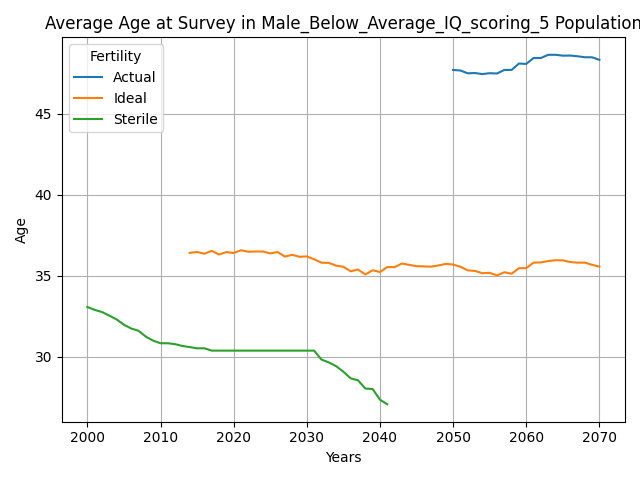 Average Age at Survey in Male_Below_Average_IQ_scoring_5 Population
Fertility
Actual
Ideal
Sterile
Age
45
40
35
30
2000 2010 2020 2030 2040 2050 2060 2070
Years